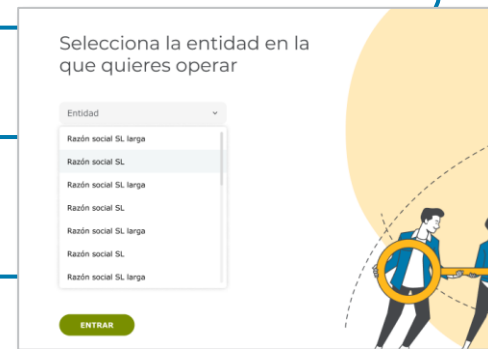 Selecciona la entidad en la
que quieres operar
Entidad
Razón social SL larga
Razón social SL
Razón social SL larga
Razón social SL
Razón social SL larga
Razón social SL
Razón social SL larga
ENTRAR